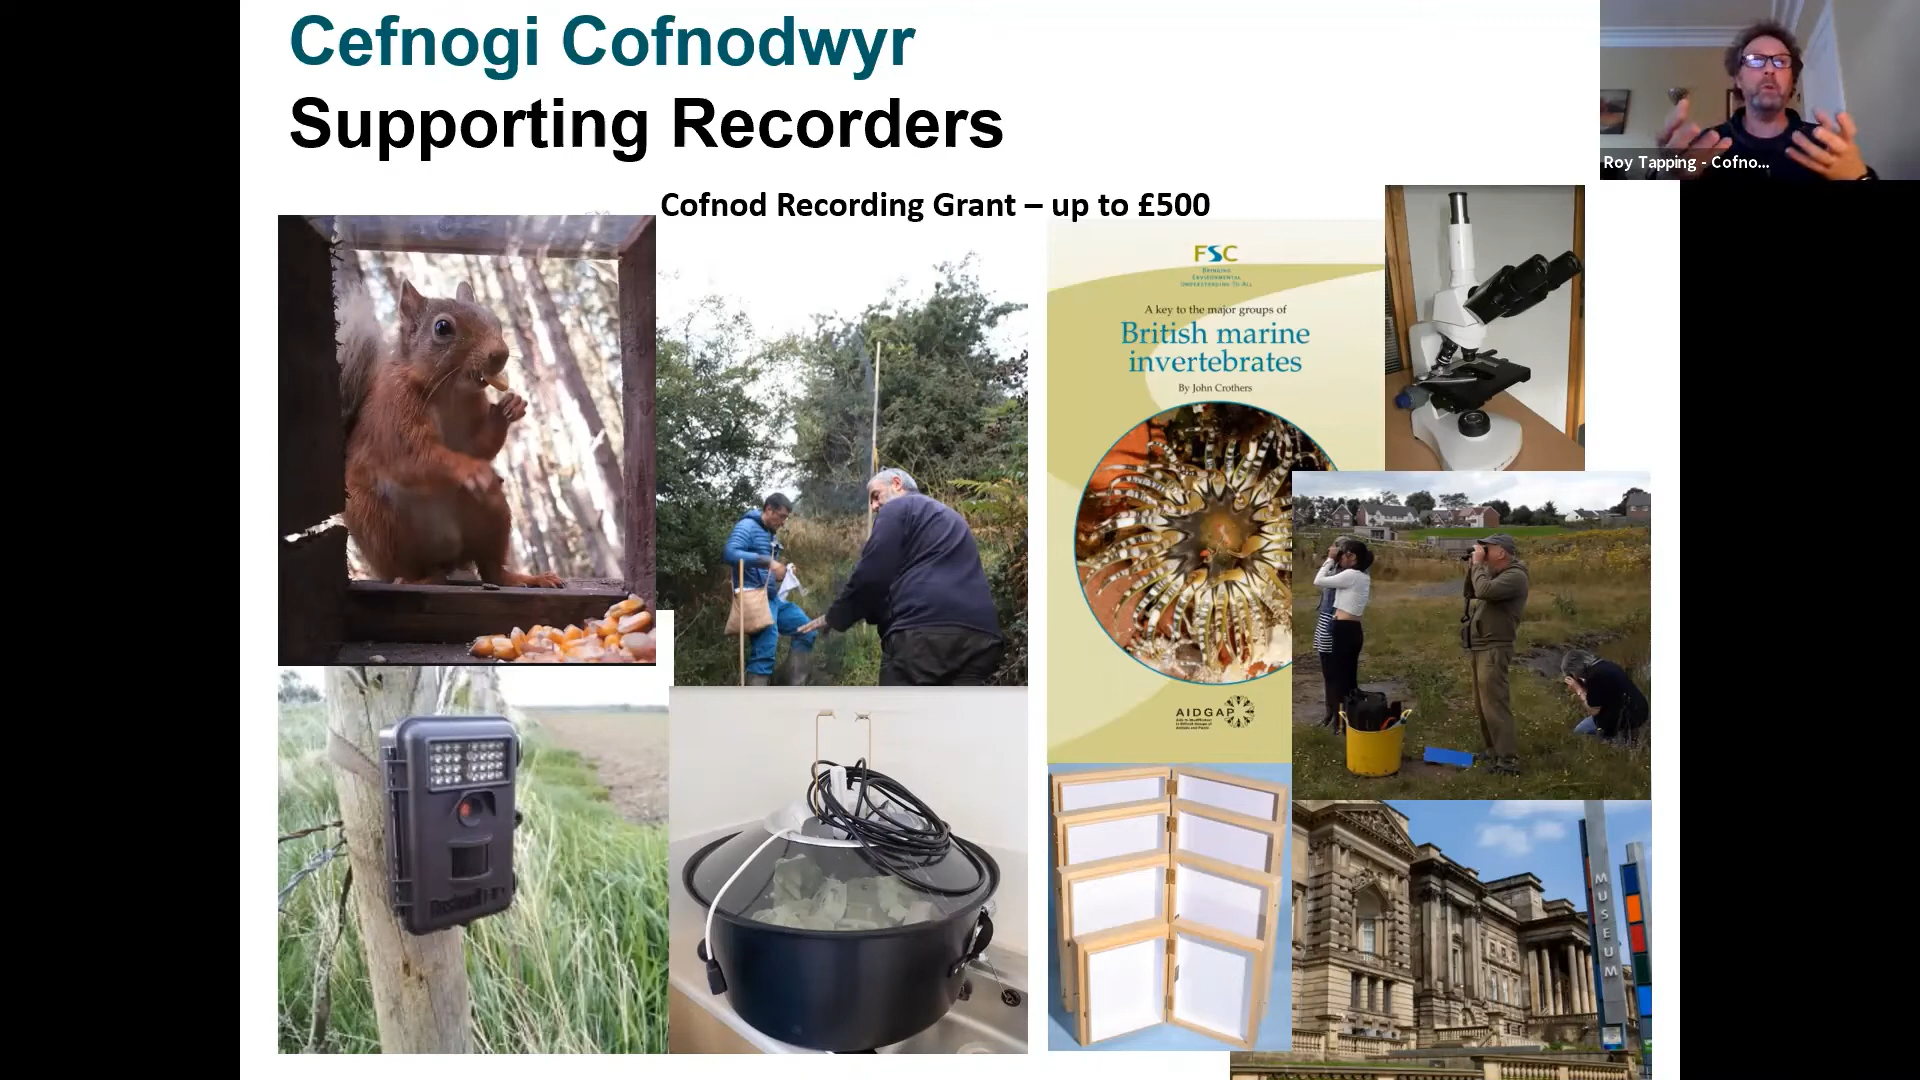 Cefnogi Cofnodwyr
Supporting Recorders
Roy Tapping - Cofno...
Cofnod Recording Grant – up to £500
FSC
BRINGING
ENVIRONMENTAL
UNDERSTANDING TO ALL
A key to the major groups of
British marine
invertebrates
By John Crothers
AIDGAP
MUSEUM